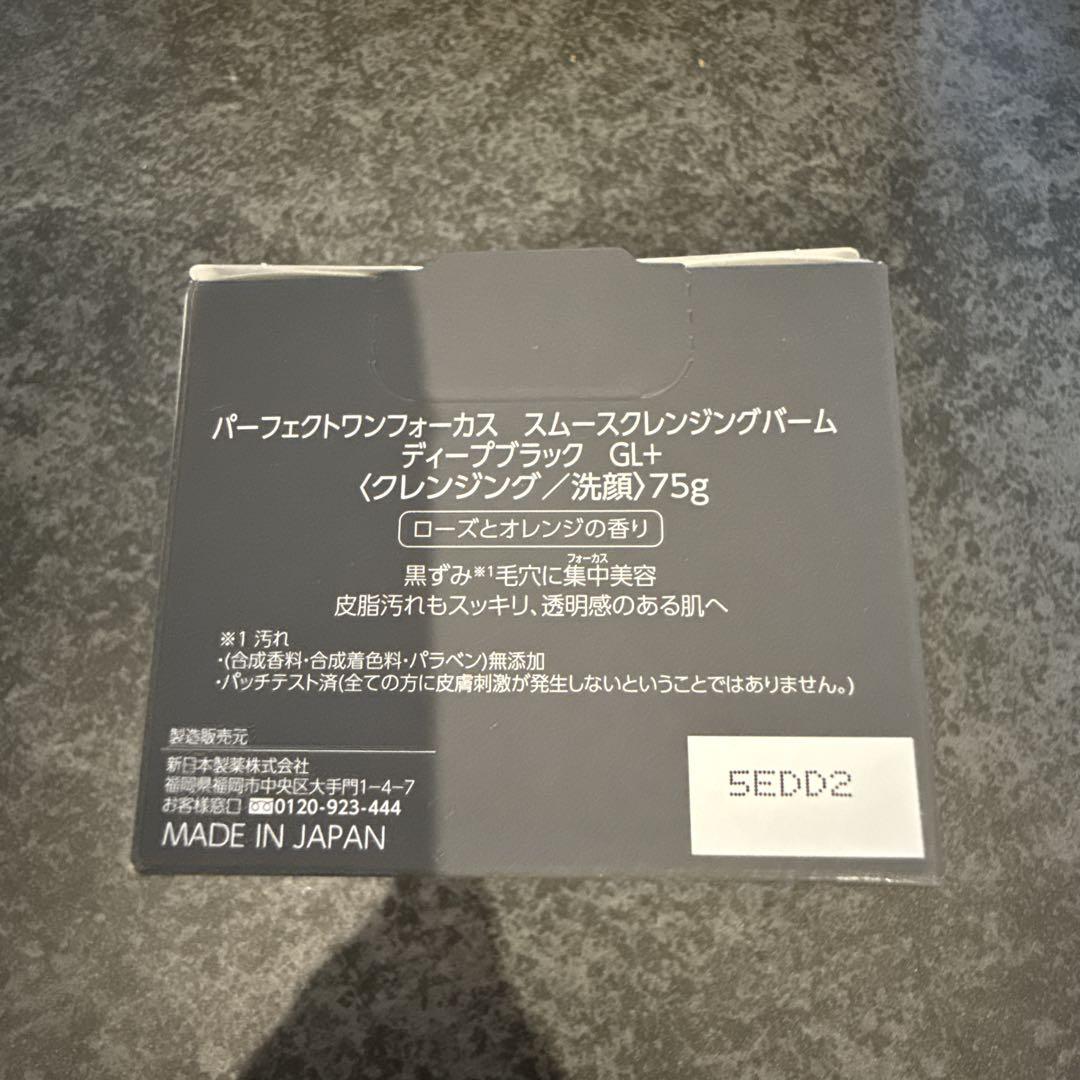 パーフェクトワンフォーカス　スムースクレンジングバーム
ディープブラック　GL+
〈クレンジング／洗顔〉75g
ローズとオレンジの香り
フォーカス
黒ずみ※1毛穴に集中美容
皮脂汚れもスッキリ、透明感のある肌へ
※1 汚れ
・(合成香料・合成着色料・パラベン)無添加
・パッチテスト済(全ての方に皮膚刺激が発生しないということではありません。)
製造販売元
新日本製薬株式会社
福岡県福岡市中央区大手門1-4-7
お客様窓口 0120-923-444
MADE IN JAPAN
5EDD2